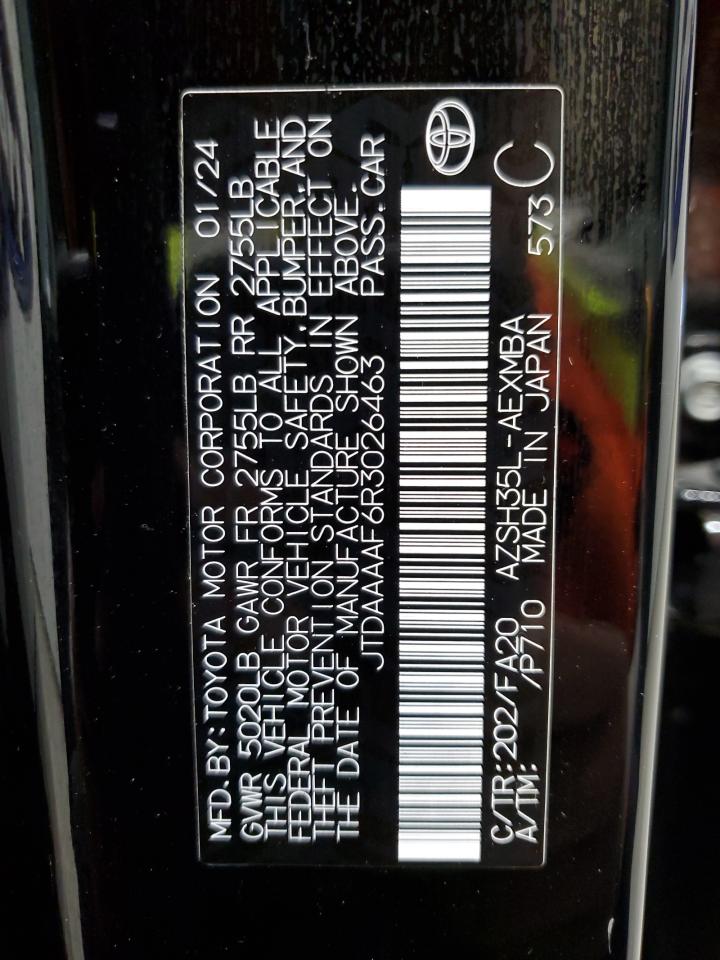 MFD. BY: TOYOTA MOTOR CORPORATION 01/24
GVWR 5020LB GAWR FR 2755LB RR 2755LB
THIS VEHICLE CONFORMS TO ALL APPLICABLE
FEDERAL MOTOR VEHICLE SAFETY, BUMPER, AND
THEFT PREVENTION STANDARDS IN EFFECT ON
THE DATE OF MANUFACTURE SHOWN ABOVE.
JTDAAAAF6R3026463 PASS. CAR
C/TR: 202/FA20 AZSH35L-AEXMBA
A/TM: /P710 MADE IN JAPAN 573 C